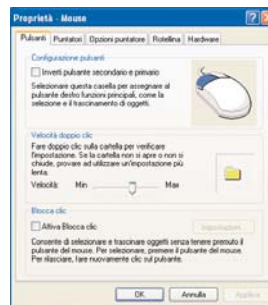 Proprietà - Mouse
Pulsanti Puntatori Opzioni puntatore Rotellina Hardware
Configurazione pulsanti
Inverti pulsante secondario e primario
Selezionare questa casella per assegnare al
pulsante destro funzioni principali, come la
selezione e il trascinamento di oggetti.
Velocità doppio clic
Fare doppio clic sulla cartella per verificare
l'impostazione. Se la cartella non si apre o non si
chiude, provare ad utilizzare un'impostazione più
lenta.
Velocità: Min Max
Blocca clic
Attiva Blocca clic Impostazioni...
Consente di selezionare e trascinare oggetti senza tenere premuto il
pulsante del mouse. Per selezionare, premere il pulsante del mouse.
Per rilasciare, fare nuovamente clic sul pulsante.
OK Annulla Applica